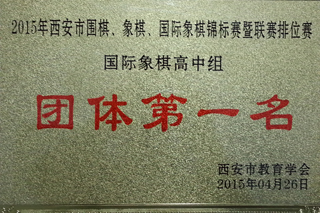 2015年西安市围棋、象棋、国际象棋锦标赛暨联赛排位赛
国际象棋高中组
团体第一名
西安市教育学会
2015年04月26日